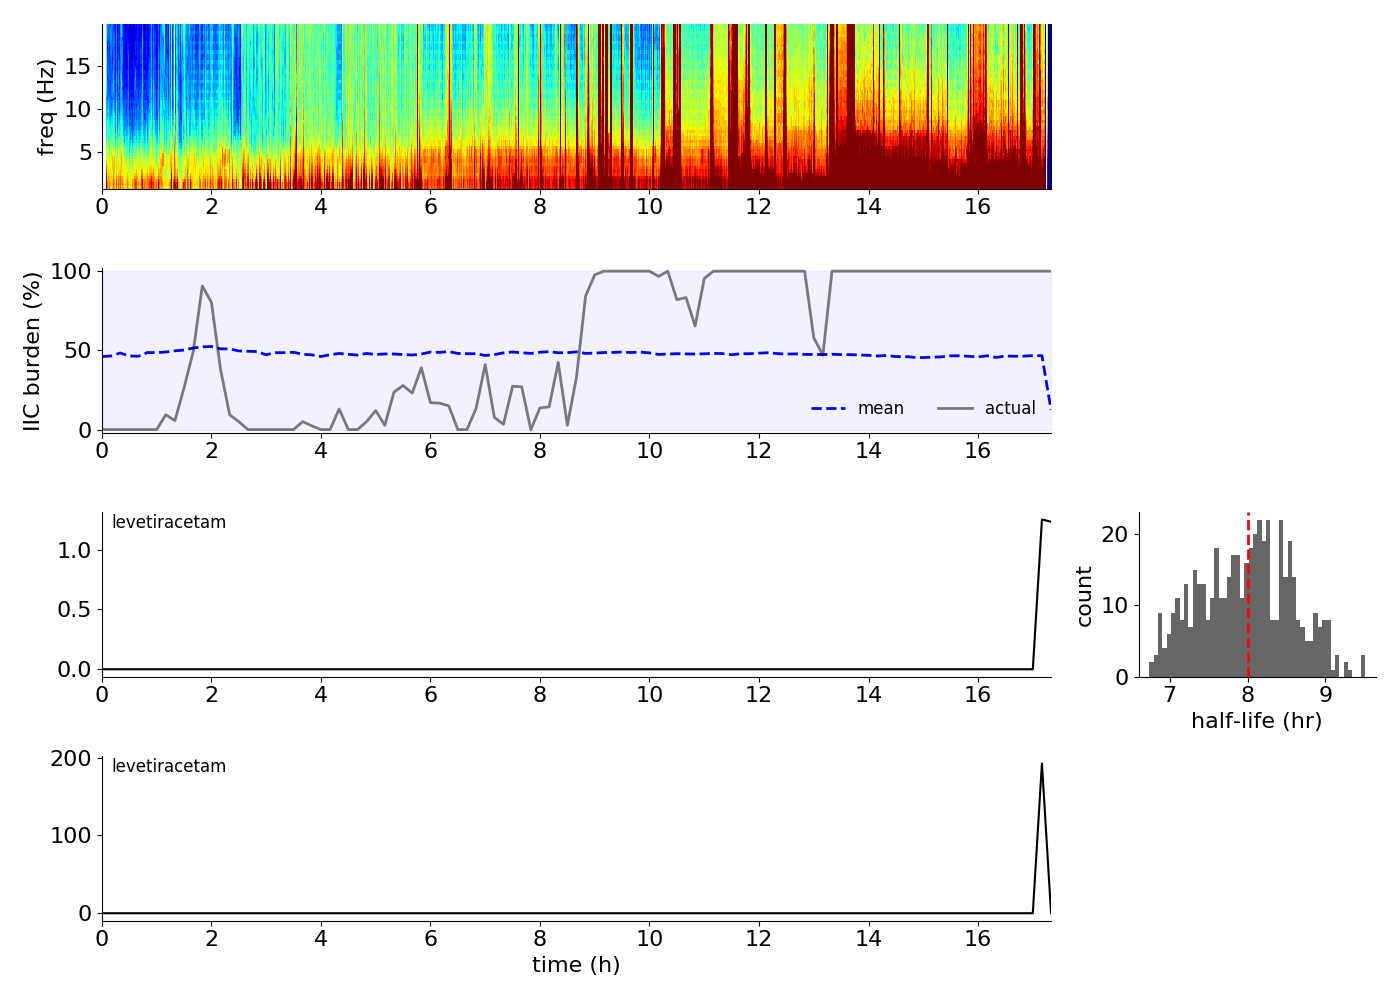 freq (Hz)
15
10
5
0 2 4 6 8 10 12 14 16
IIC burden (%)
100
50
0
mean actual
0 2 4 6 8 10 12 14 16
levetiracetam
1.0
0.5
0.0
0 2 4 6 8 10 12 14 16
count
20
10
0
7 8 9
half-life (hr)
levetiracetam
200
100
0
0 2 4 6 8 10 12 14 16
time (h)